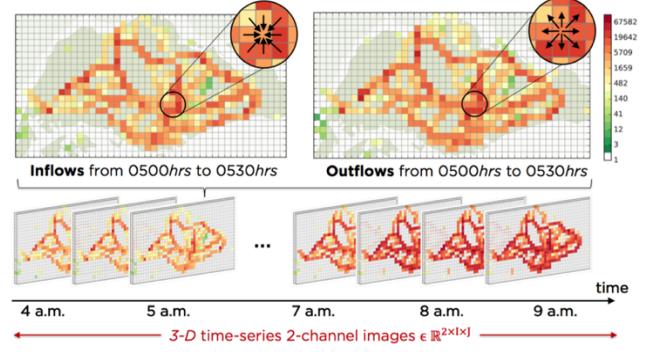 67582
19642
5709
1659
482
140
41
12
3
1
Inflows from 0500hrs to 0530hrs
Outflows from 0500hrs to 0530hrs
...
time
4 a.m. 5 a.m. 7 a.m. 8 a.m. 9 a.m.
3-D time-series 2-channel images ϵ ℝ²ˣᴵˣᴶ